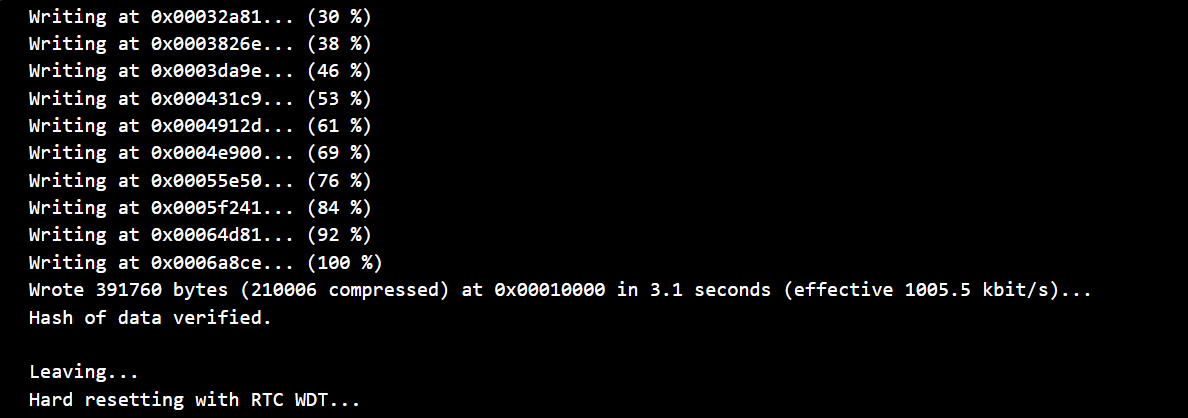 Writing at 0x00032a81... (30 %)
Writing at 0x0003826e... (38 %)
Writing at 0x0003da9e... (46 %)
Writing at 0x000431c9... (53 %)
Writing at 0x0004912d... (61 %)
Writing at 0x0004e900... (69 %)
Writing at 0x00055e50... (76 %)
Writing at 0x0005f241... (84 %)
Writing at 0x00064d81... (92 %)
Writing at 0x0006a8ce... (100 %)
Wrote 391760 bytes (210006 compressed) at 0x00010000 in 3.1 seconds (effective 1005.5 kbit/s)...
Hash of data verified.
Leaving...
Hard resetting with RTC WDT...